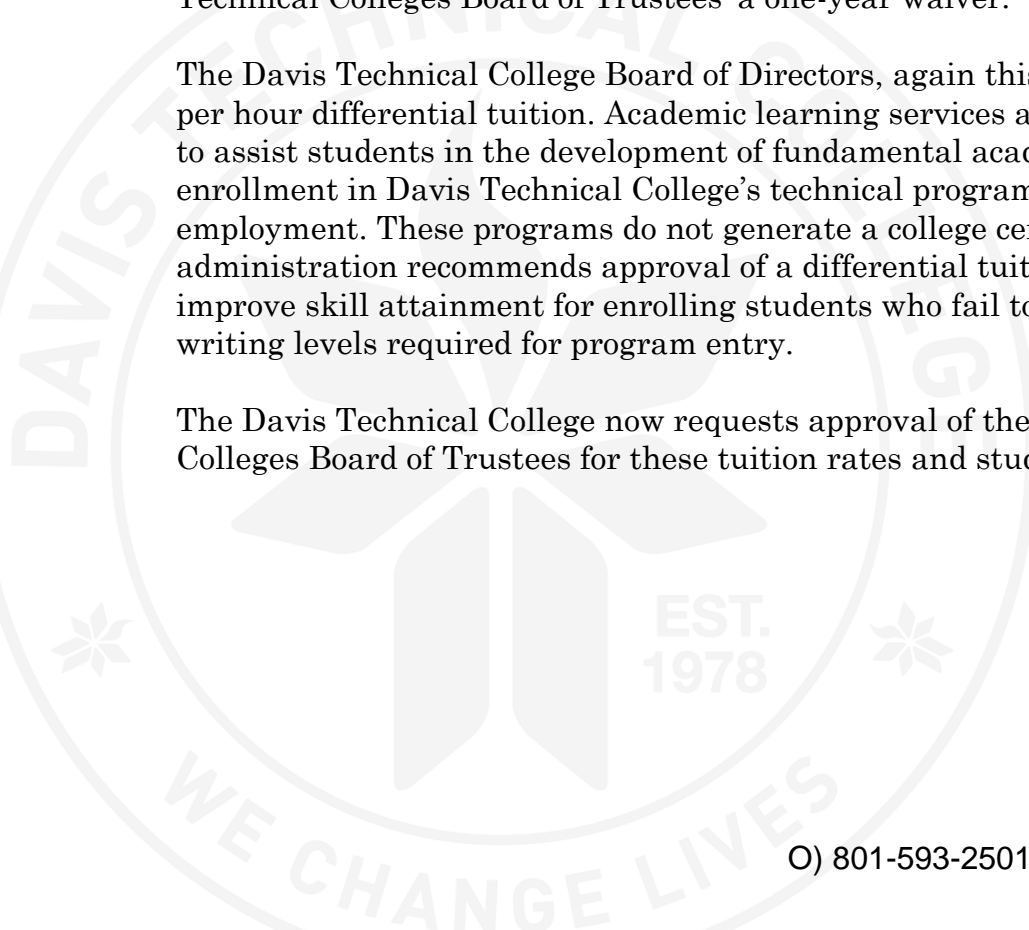 Technical Colleges Board of Trustees' a one-year waiver.
The Davis Technical College Board of Directors, again this
per hour differential tuition. Academic learning services a
to assist students in the development of fundamental acad
enrollment in Davis Technical College's technical program
employment. These programs do not generate a college cer
administration recommends approval of a differential tuit
improve skill attainment for enrolling students who fail to
writing levels required for program entry.
The Davis Technical College now requests approval of the
Colleges Board of Trustees for these tuition rates and stud
DAVIS TECHNICAL COLLEGE
EST.
1978
WE CHANGE LIVES
O) 801-593-2501